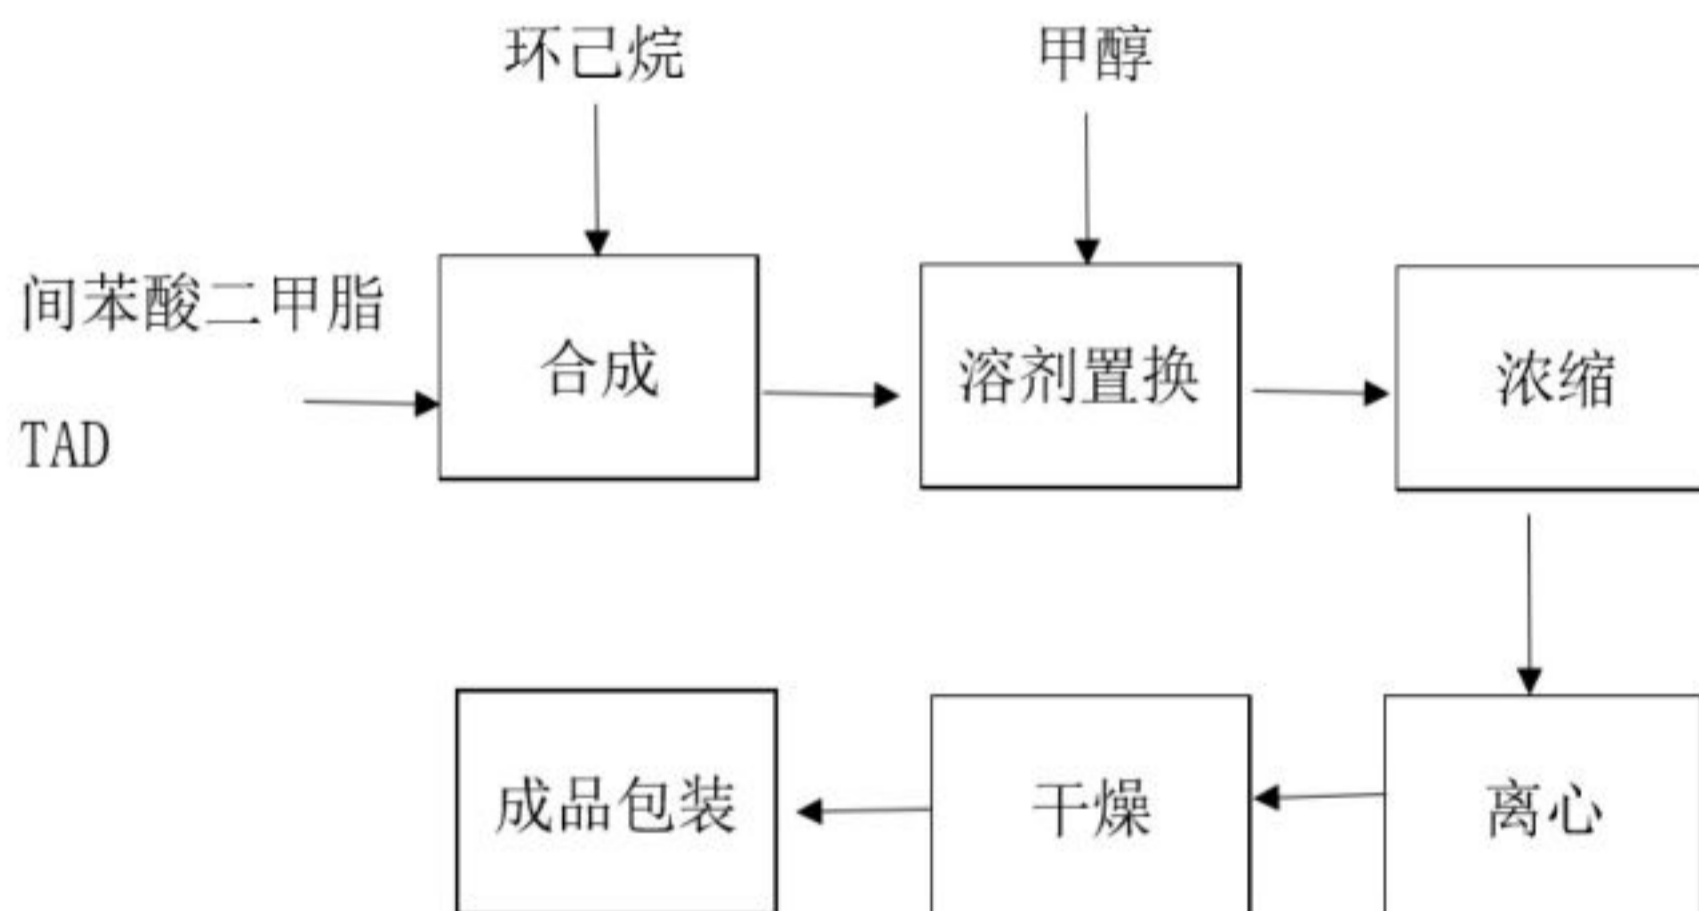 环己烷
甲醇
间苯酸二甲脂
TAD
合成
溶剂置换
浓缩
成品包装
干燥
离心